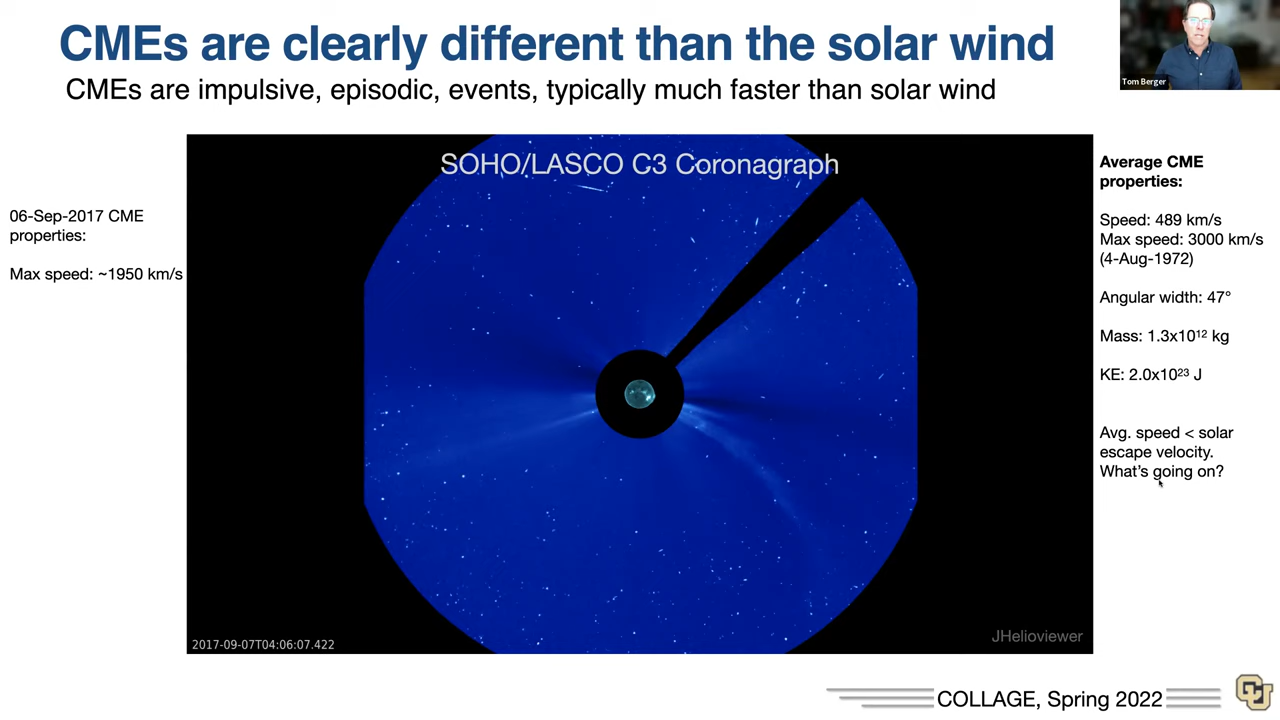 CMEs are clearly different than the solar wind
CMEs are impulsive, episodic, events, typically much faster than solar wind
Tom Berger
SOHO/LASCO C3 Coronagraph
06-Sep-2017 CME
properties:
Max speed: ~1950 km/s
Average CME
properties:
Speed: 489 km/s
Max speed: 3000 km/s
(4-Aug-1972)
Angular width: 47°
Mass: 1.3x10¹² kg
KE: 2.0x10²³ J
Avg. speed < solar
escape velocity.
What's going on?
2017-09-07T04:06:07.422
JHelioviewer
COLLAGE, Spring 2022
CU